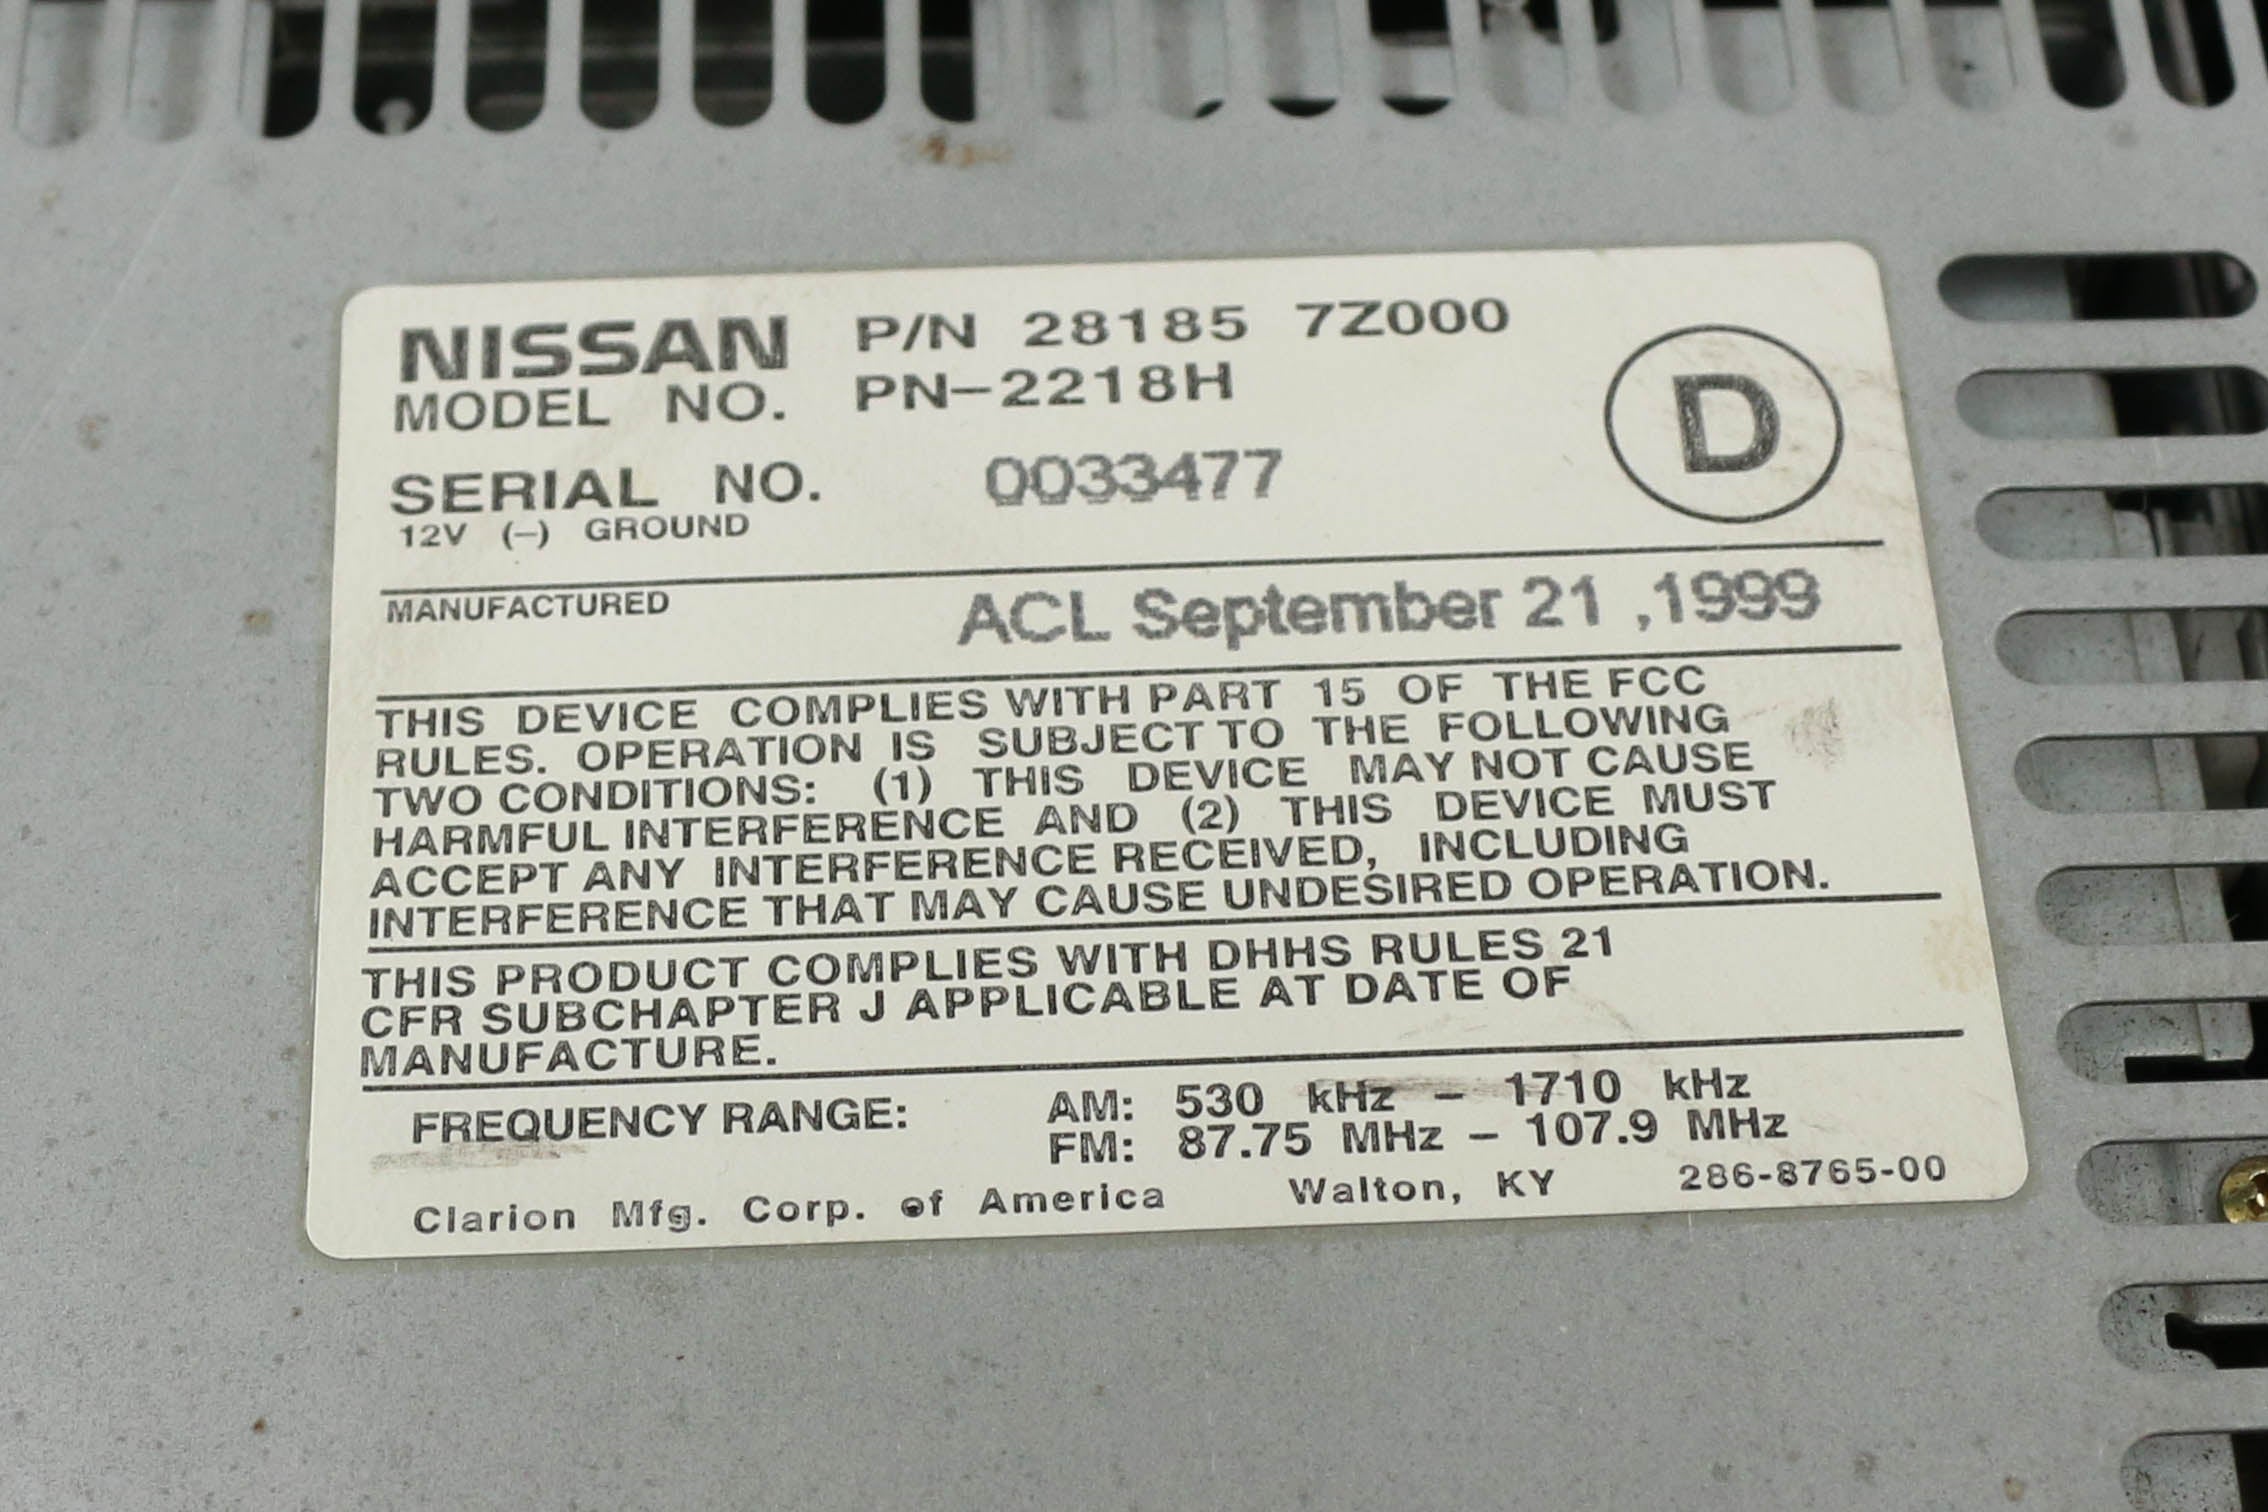 NISSAN P/N 28185 7Z000
MODEL NO. PN-2218H
D
SERIAL NO. 0033477
12V (-) GROUND
MANUFACTURED ACL September 21 ,1999
THIS DEVICE COMPLIES WITH PART 15 OF THE FCC
RULES. OPERATION IS SUBJECT TO THE FOLLOWING
TWO CONDITIONS: (1) THIS DEVICE MAY NOT CAUSE
HARMFUL INTERFERENCE AND (2) THIS DEVICE MUST
ACCEPT ANY INTERFERENCE RECEIVED, INCLUDING
INTERFERENCE THAT MAY CAUSE UNDESIRED OPERATION.
THIS PRODUCT COMPLIES WITH DHHS RULES 21
CFR SUBCHAPTER J APPLICABLE AT DATE OF
MANUFACTURE.
FREQUENCY RANGE: AM: 530 kHz - 1710 kHz
FM: 87.75 MHz - 107.9 MHz
Clarion Mfg. Corp. of America Walton, KY 286-8765-00